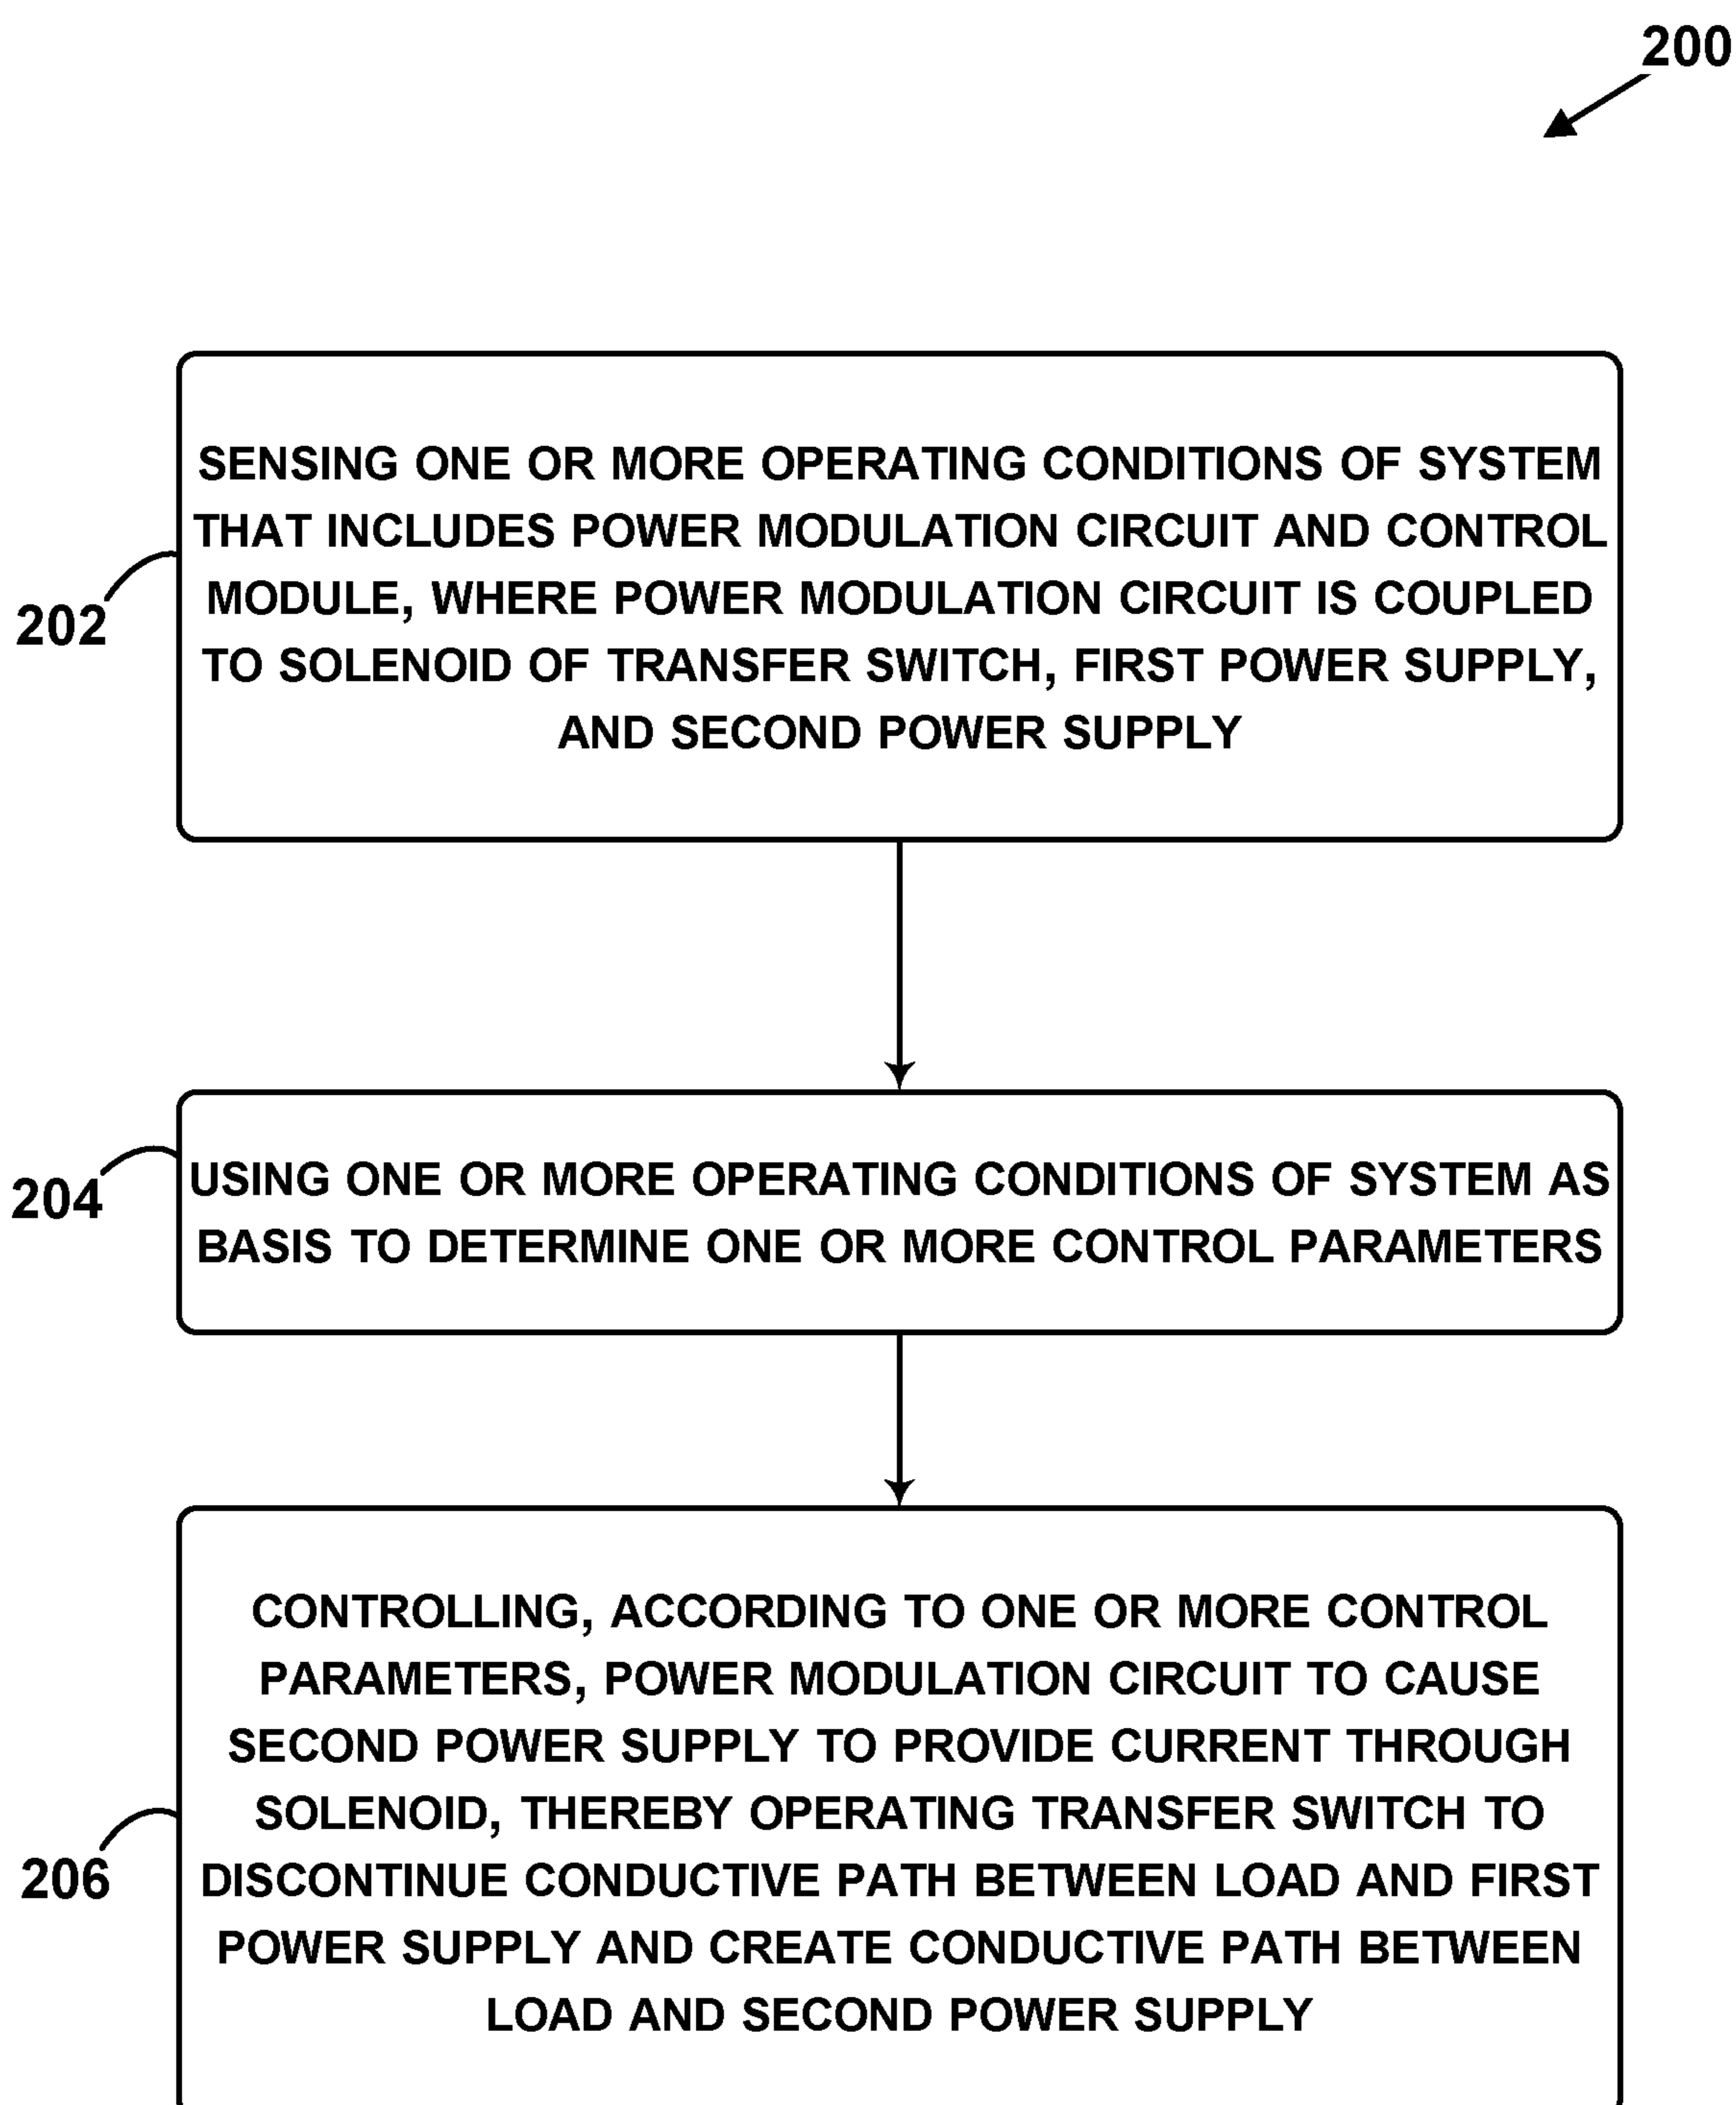 200
SENSING ONE OR MORE OPERATING CONDITIONS OF SYSTEM
THAT INCLUDES POWER MODULATION CIRCUIT AND CONTROL
MODULE, WHERE POWER MODULATION CIRCUIT IS COUPLED
TO SOLENOID OF TRANSFER SWITCH, FIRST POWER SUPPLY,
AND SECOND POWER SUPPLY
202
USING ONE OR MORE OPERATING CONDITIONS OF SYSTEM AS
BASIS TO DETERMINE ONE OR MORE CONTROL PARAMETERS
204
CONTROLLING, ACCORDING TO ONE OR MORE CONTROL
PARAMETERS, POWER MODULATION CIRCUIT TO CAUSE
SECOND POWER SUPPLY TO PROVIDE CURRENT THROUGH
SOLENOID, THEREBY OPERATING TRANSFER SWITCH TO
DISCONTINUE CONDUCTIVE PATH BETWEEN LOAD AND FIRST
POWER SUPPLY AND CREATE CONDUCTIVE PATH BETWEEN
LOAD AND SECOND POWER SUPPLY
206